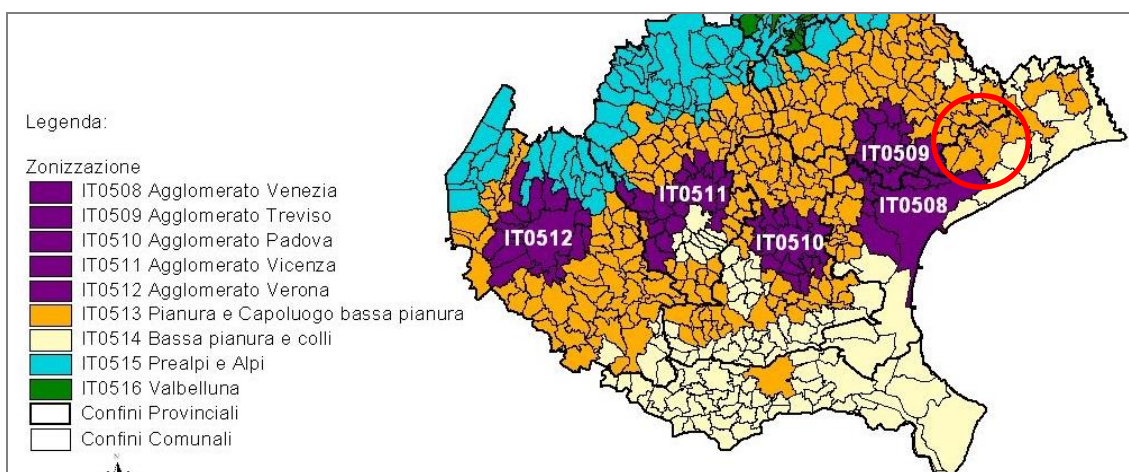 Legenda:
Zonizzazione
IT0508 Agglomerato Venezia
IT0509 Agglomerato Treviso
IT0510 Agglomerato Padova
IT0511 Agglomerato Vicenza
IT0512 Agglomerato Verona
IT0513 Pianura e Capoluogo bassa pianura
IT0514 Bassa pianura e colli
IT0515 Prealpi e Alpi
IT0516 Valbelluna
Confini Provinciali
Confini Comunali
IT0509
IT0511
IT0508
IT0512
IT0510